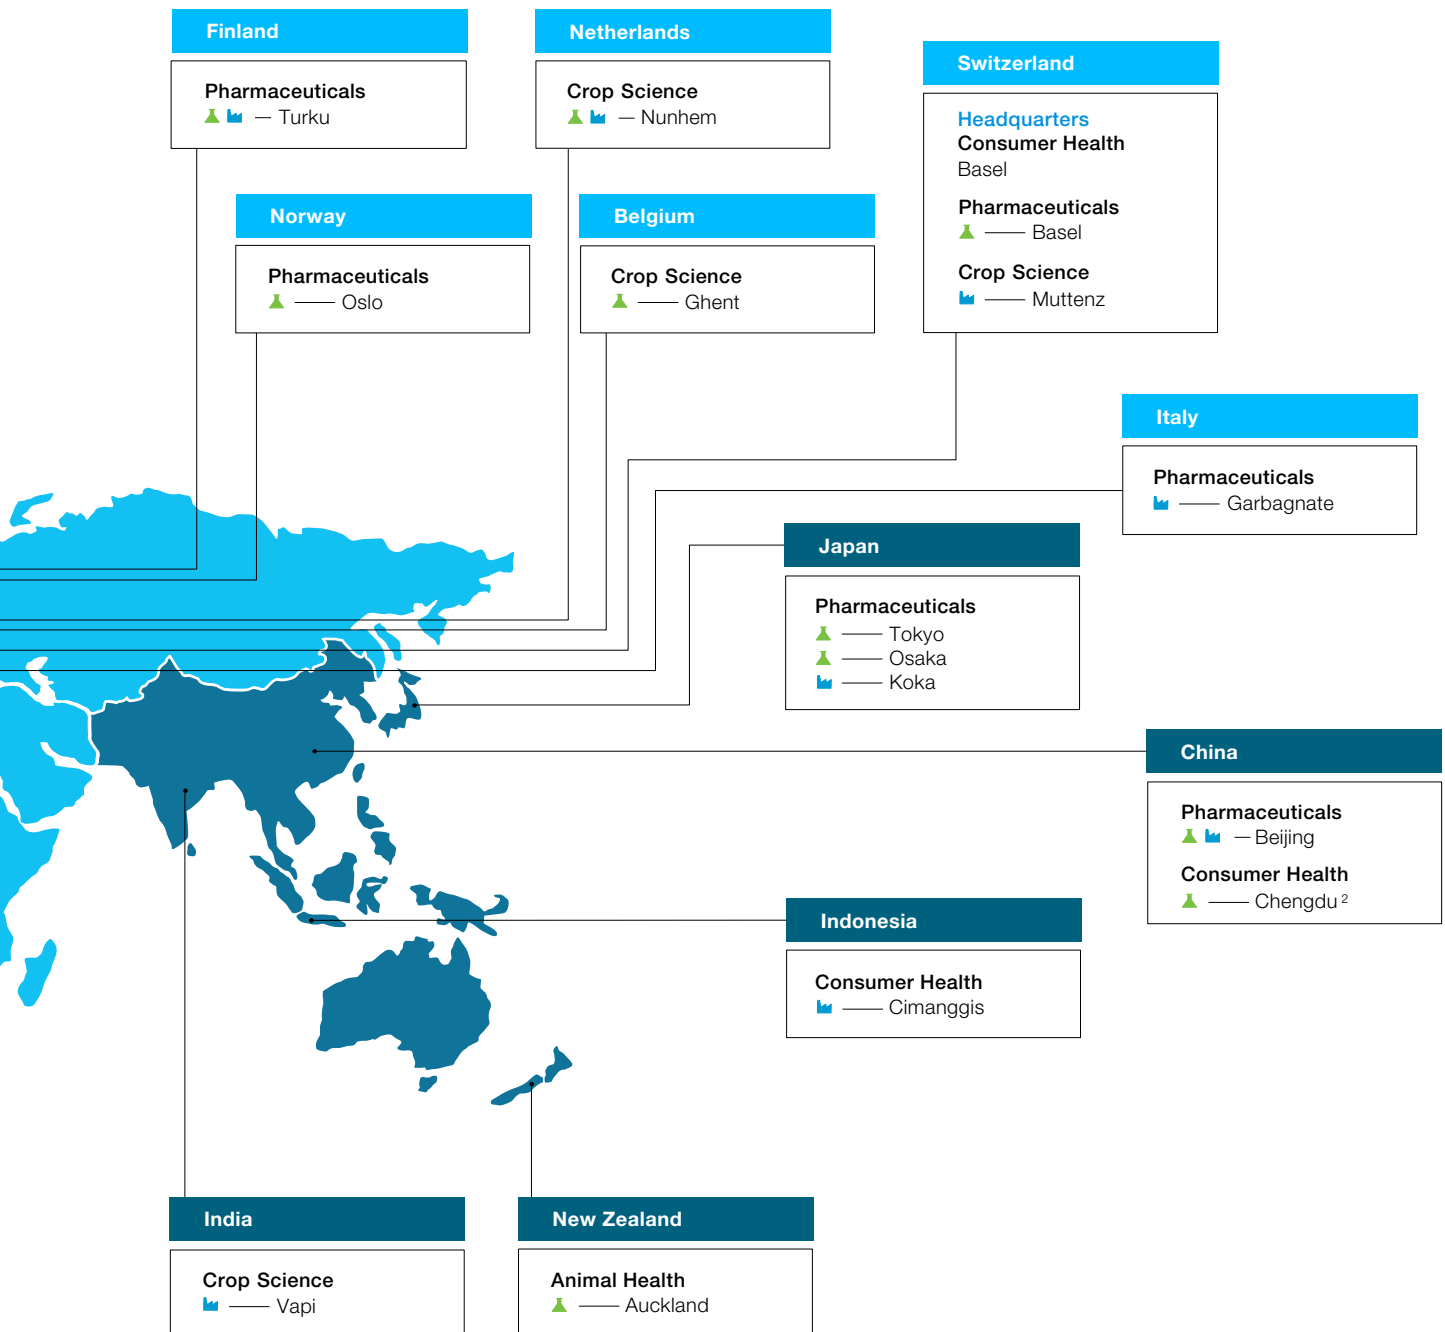 Finland
Pharmaceuticals
— Turku
Netherlands
Crop Science
— Nunhem
Switzerland
Headquarters
Consumer Health
Basel
Pharmaceuticals
— Basel
Crop Science
— Muttenz
Norway
Pharmaceuticals
— Oslo
Belgium
Crop Science
— Ghent
Italy
Pharmaceuticals
— Garbagnate
Japan
Pharmaceuticals
— Tokyo
— Osaka
— Koka
China
Pharmaceuticals
— Beijing
Consumer Health
— Chengdu ²
Indonesia
Consumer Health
— Cimanggis
India
Crop Science
— Vapi
New Zealand
Animal Health
— Auckland